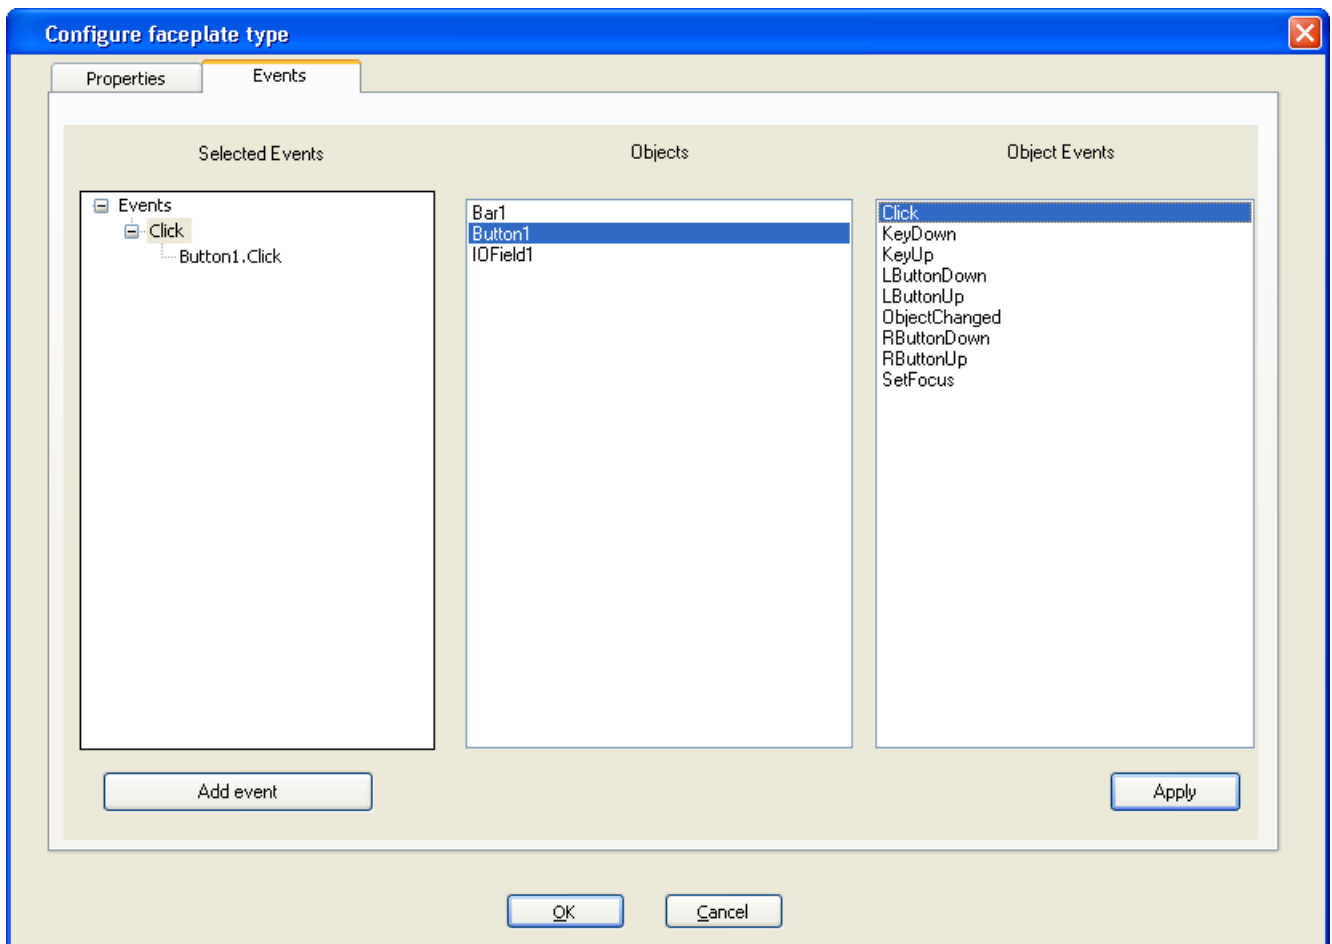 Configure faceplate type
Properties
Events
Selected Events
Objects
Object Events
Events
Click
Button1.Click
Bar1
Button1
IOField1
Click
KeyDown
KeyUp
LButtonDown
LButtonUp
ObjectChanged
RButtonDown
RButtonUp
SetFocus
Add event
Apply
OK
Cancel